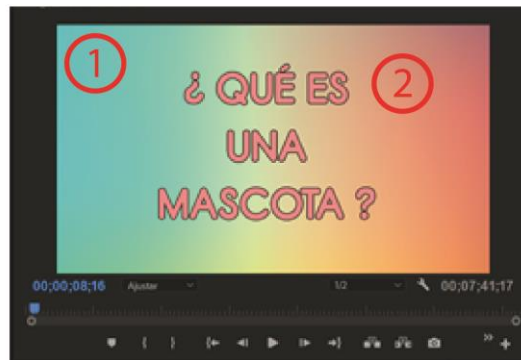 1
2
¿ QUÉ ES
UNA
MASCOTA ?
00;00;08;16 Ajustar 1/2 00;07;41;17